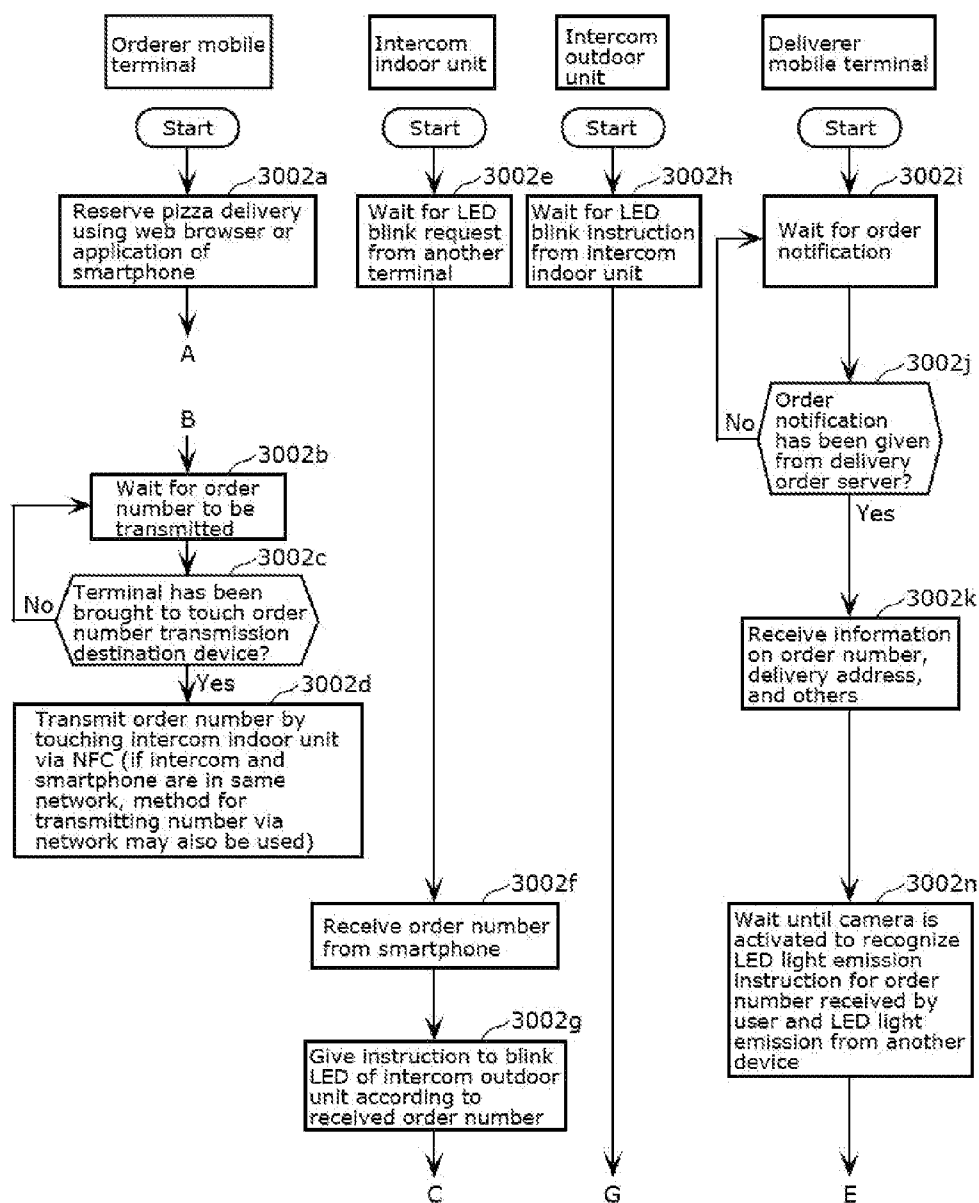 Orderer mobile
terminal
Intercom
indoor unit
Intercom
outdoor
unit
Deliverer
mobile terminal
Start
Start
Start
Start
3002a
Reserve pizza delivery
using web browser or
application of
smartphone
A
3002e
Wait for LED
blink request
from another
terminal
3002h
Wait for LED
blink instruction
from intercom
indoor unit
3002i
Wait for order
notification
3002j
Order
notification
has been given
from delivery
order server?
No
Yes
B
3002b
Wait for order
number to be
transmitted
3002c
Terminal has been
brought to touch order
number transmission
destination device?
No
Yes
3002d
Transmit order number by
touching intercom indoor unit
via NFC (if intercom and
smartphone are in same
network, method for
transmitting number via
network may also be used)
3002k
Receive information
on order number,
delivery address,
and others
3002f
Receive order number
from smartphone
3002g
Give instruction to blink
LED of intercom outdoor
unit according to
received order number
3002n
Wait until camera is
activated to recognize
LED light emission
instruction for order
number received by
user and LED light
emission from another
device
C
G
E